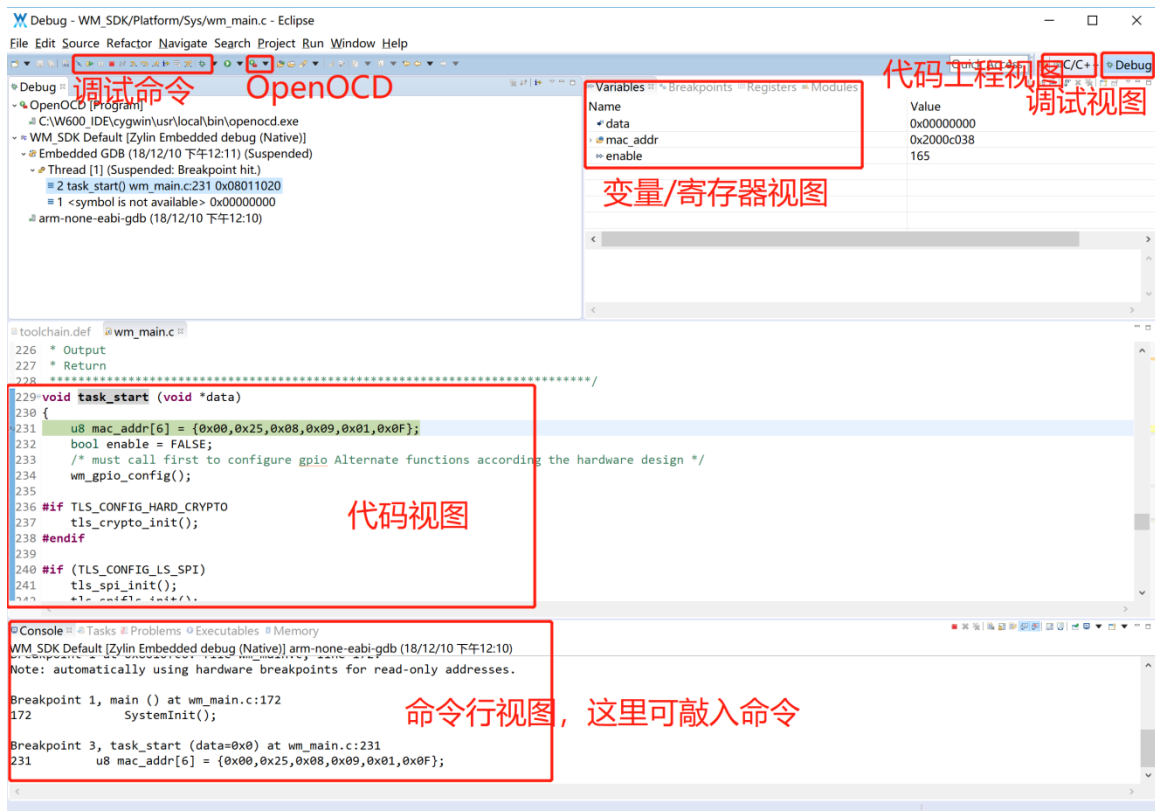 Debug - WM_SDK/Platform/Sys/wm_main.c - Eclipse
File Edit Source Refactor Navigate Search Project Run Window Help
调试命令
OpenOCD
Quick Access
代码工程视图
C/C++
Debug
调试视图
Debug
OpenOCD [Program]
C:\W600_IDE\cygwin\usr\local\bin\openocd.exe
WM_SDK Default [Zylin Embedded debug (Native)]
Embedded GDB (18/12/10 下午12:11) (Suspended)
Thread [1] (Suspended: Breakpoint hit.)
2 task_start() wm_main.c:231 0x08011020
1 <symbol is not available> 0x00000000
arm-none-eabi-gdb (18/12/10 下午12:10)
Variables Breakpoints Registers Modules
Name Value
data 0x00000000
mac_addr 0x2000c038
enable 165
变量/寄存器视图
toolchain.def wm_main.c
226 * Output
227 * Return
228 ****************************************************************************/
229 void task_start (void *data)
230 {
231 u8 mac_addr[6] = {0x00,0x25,0x08,0x09,0x01,0x0F};
232 bool enable = FALSE;
233 /* must call first to configure gpio Alternate functions according the hardware design */
234 wm_gpio_config();
235
236 #if TLS_CONFIG_HARD_CRYPTO
237 tls_crypto_init();
238 #endif
239
240 #if (TLS_CONFIG_LS_SPI)
241 tls_spi_init();
242 tls_spifls_init();
代码视图
Console Tasks Problems Executables Memory
WM_SDK Default [Zylin Embedded debug (Native)] arm-none-eabi-gdb (18/12/10 下午12:10)
Note: automatically using hardware breakpoints for read-only addresses.
Breakpoint 1, main () at wm_main.c:172
172 SystemInit();
Breakpoint 3, task_start (data=0x0) at wm_main.c:231
231 u8 mac_addr[6] = {0x00,0x25,0x08,0x09,0x01,0x0F};
命令行视图，这里可敲入命令